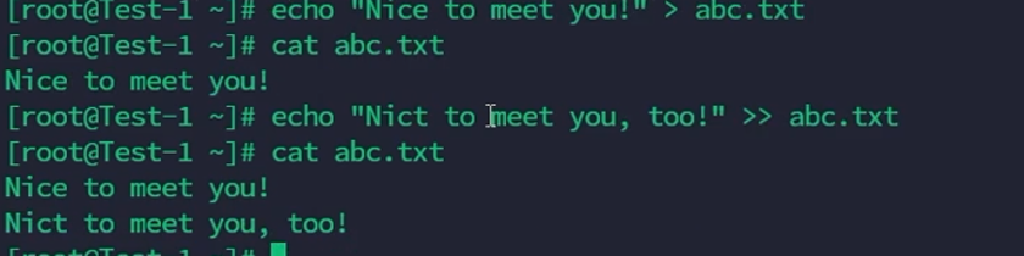 [root@Test-1 ~]# echo "Nice to meet you!" > abc.txt
[root@Test-1 ~]# cat abc.txt
Nice to meet you!
[root@Test-1 ~]# echo "Nict to meet you, too!" >> abc.txt
[root@Test-1 ~]# cat abc.txt
Nice to meet you!
Nict to meet you, too!
[root@Test-1 ~]#